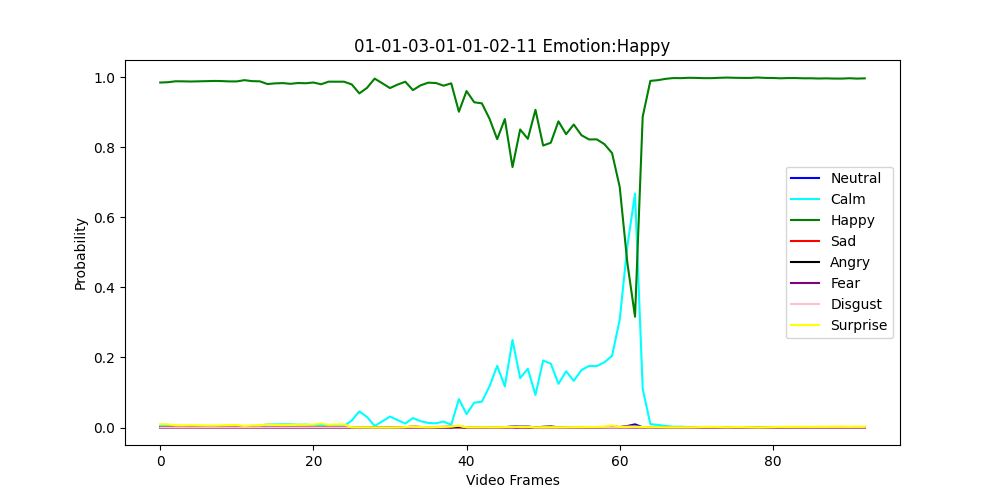 01-01-03-01-01-02-11 Emotion:Happy
1.0
0.8
0.6
0.4
0.2
0.0
Probability
0 20 40 60 80
Video Frames
Neutral
Calm
Happy
Sad
Angry
Fear
Disgust
Surprise